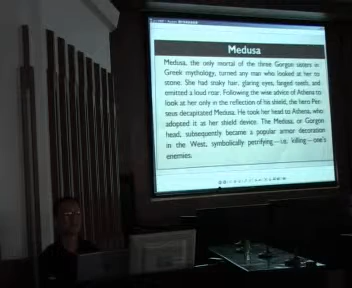 Medusa
Medusa, the only mortal of the three Gorgon sisters in
Greek mythology, turned any man who looked at her to
stone. She had snaky hair, glaring eyes, fanged teeth, and
emitted a loud roar. Following the wise advice of Athena to
look at her only in the reflection of his shield, the hero Per-
seus decapitated Medusa. He took her head to Athena, who
adopted it as her shield device. The Medusa, or Gorgon
head, subsequently became a popular armor decoration
in the West, symbolically petrifying—i.e. killing—one's
enemies.